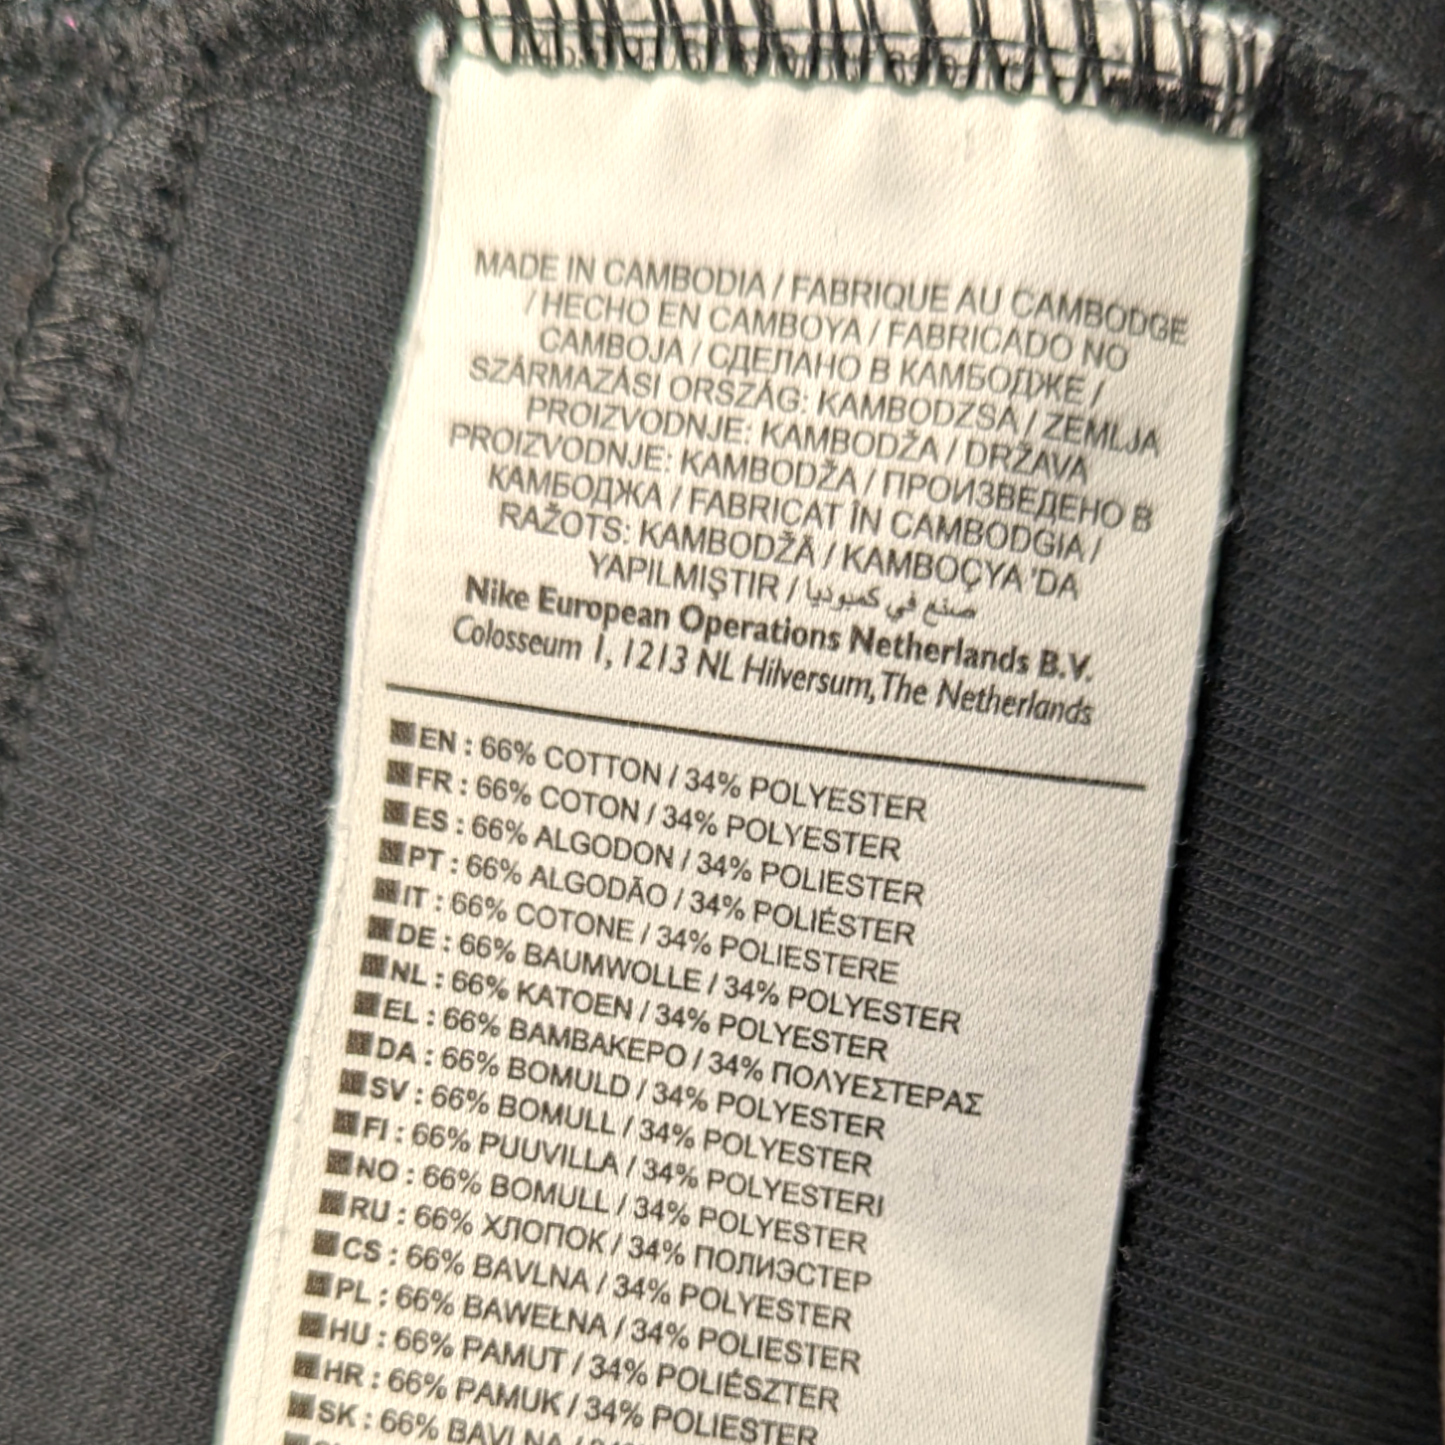 MADE IN CAMBODIA / FABRIQUE AU CAMBODGE
/ HECHO EN CAMBOYA / FABRICADO NO
CAMBOJA / СДЕЛАНО В КАМБОДЖЕ /
SZÁRMAZÁSI ORSZÁG: KAMBODZSA / ZEMLJA
PROIZVODNJE: KAMBODŽA / DRŽAVA
PROIZVODNJE: KAMBODŽA / ПРОИЗВЕДЕНО В
КАМБОДЖА / FABRICAT ÎN CAMBODGIA /
RAŽOTS: KAMBODŽĀ / KAMBOÇYA 'DA
YAPILMIŞTIR / صنع في كمبوديا
Nike European Operations Netherlands B.V.
Colosseum 1, 1213 NL Hilversum, The Netherlands
EN : 66% COTTON / 34% POLYESTER
FR : 66% COTON / 34% POLYESTER
ES : 66% ALGODON / 34% POLIESTER
PT : 66% ALGODÃO / 34% POLIÉSTER
IT : 66% COTONE / 34% POLIESTERE
DE : 66% BAUMWOLLE / 34% POLYESTER
NL : 66% KATOEN / 34% POLYESTER
EL : 66% ΒΑΜΒΑΚΕΡΟ / 34% ΠΟΛΥΕΣΤΕΡΑΣ
DA : 66% BOMULD / 34% POLYESTER
SV : 66% BOMULL / 34% POLYESTER
FI : 66% PUUVILLA / 34% POLYESTERI
NO : 66% BOMULL / 34% POLYESTER
RU : 66% ХЛОПОК / 34% ПОЛИЭСТЕР
CS : 66% BAVLNA / 34% POLYESTER
PL : 66% BAWEŁNA / 34% POLIESTER
HU : 66% PAMUT / 34% POLIÉSZTER
HR : 66% PAMUK / 34% POLIESTER
SK : 66% BAVLNA / 34%